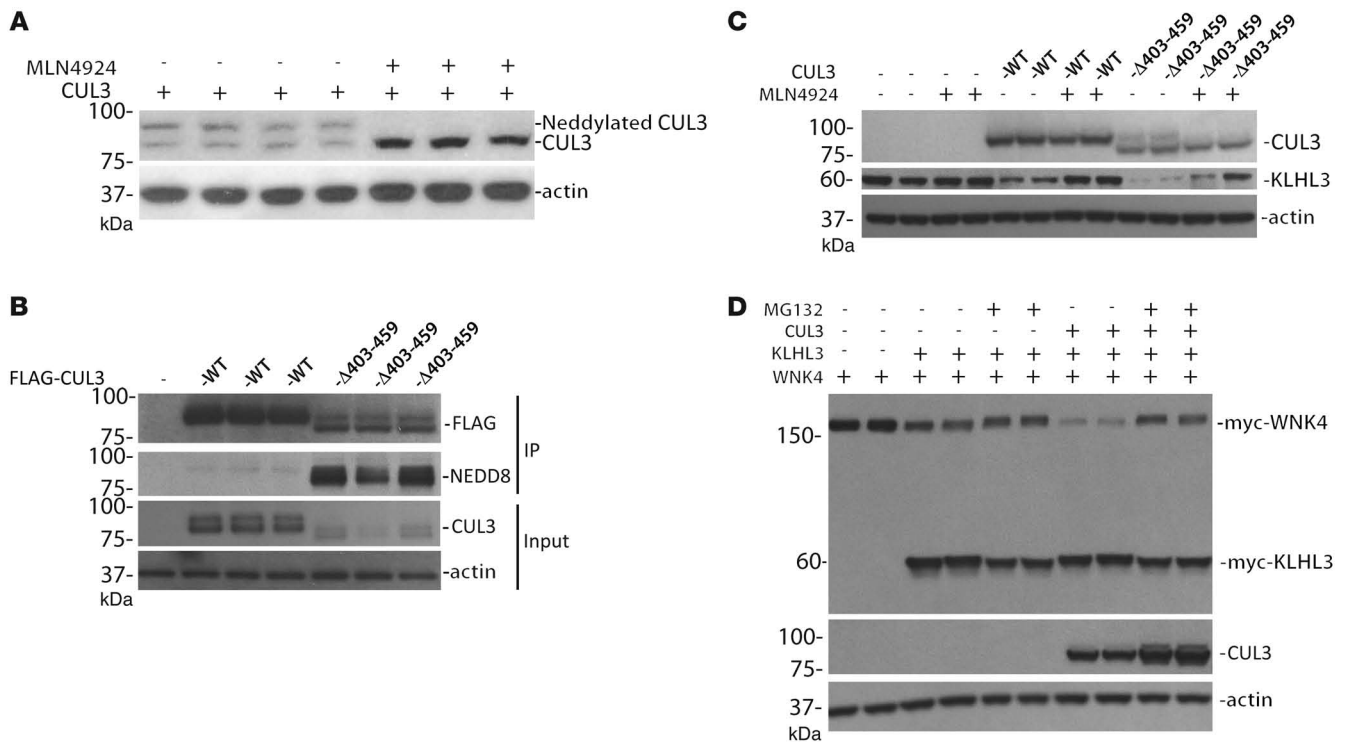 A
MLN4924 - - - - + + +
CUL3 + + + + + + +
100-
-Neddylated CUL3
-CUL3
75-
37-
-actin
kDa
B
FLAG-CUL3 - -WT -WT -WT -Δ403-459 -Δ403-459 -Δ403-459
100-
-FLAG
75-
IP
100-
-NEDD8
75-
100-
-CUL3
75-
Input
37-
-actin
kDa
C
CUL3 - - - - -WT -WT -WT -WT -Δ403-459 -Δ403-459 -Δ403-459 -Δ403-459
MLN4924 - - + + - - + + - - + +
100-
-CUL3
75-
60-
-KLHL3
37-
-actin
kDa
D
MG132 - - - - + + - - + +
CUL3 - - - - - - + + + +
KLHL3 - - + + + + + + + +
WNK4 + + + + + + + + + +
-myc-WNK4
150-
60-
-myc-KLHL3
100-
-CUL3
75-
37-
-actin
kDa